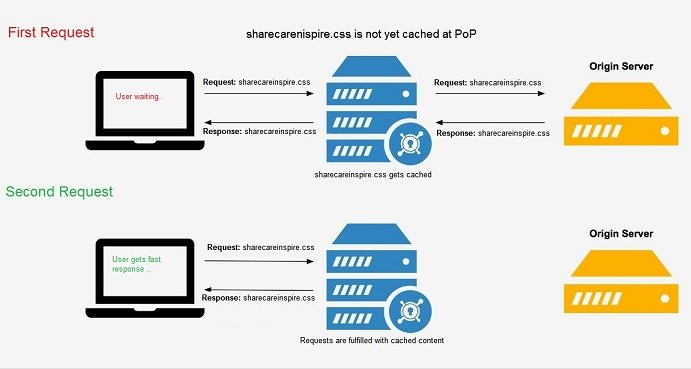 First Request
sharecarenispire.css is not yet cached at PoP
Origin Server
Request: sharecareinspire.css
Request: sharecareinspire.css
User waiting..
Response: sharecareinspire.css
Response: sharecareinspire.css
sharecareinspire.css gets cached
Second Request
Origin Server
Request: sharecareinspire.css
User gets fast
response ..
Response: sharecareinspire.css
Requests are fulfilled with cached content